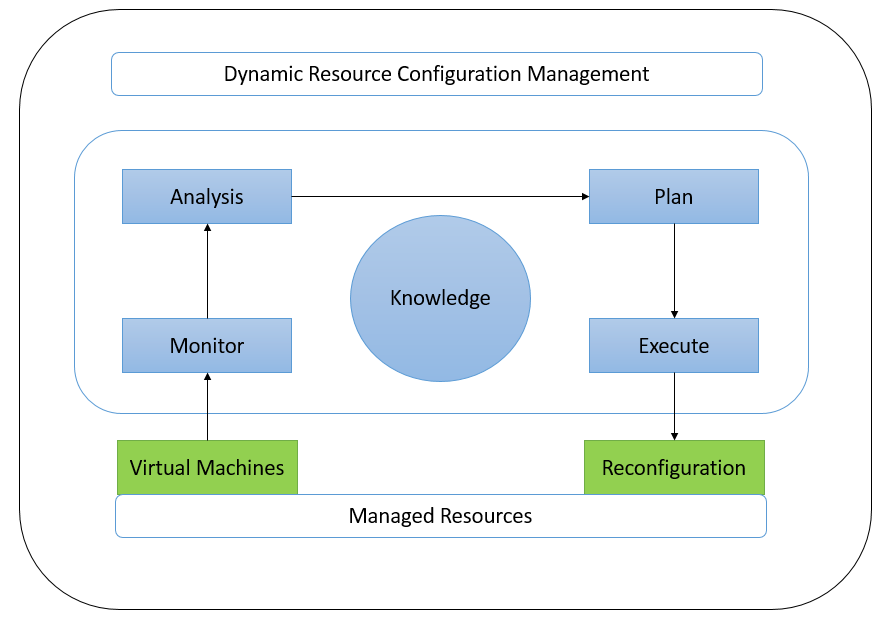 Dynamic Resource Configuration Management
Analysis
Plan
Knowledge
Monitor
Execute
Virtual Machines
Reconfiguration
Managed Resources